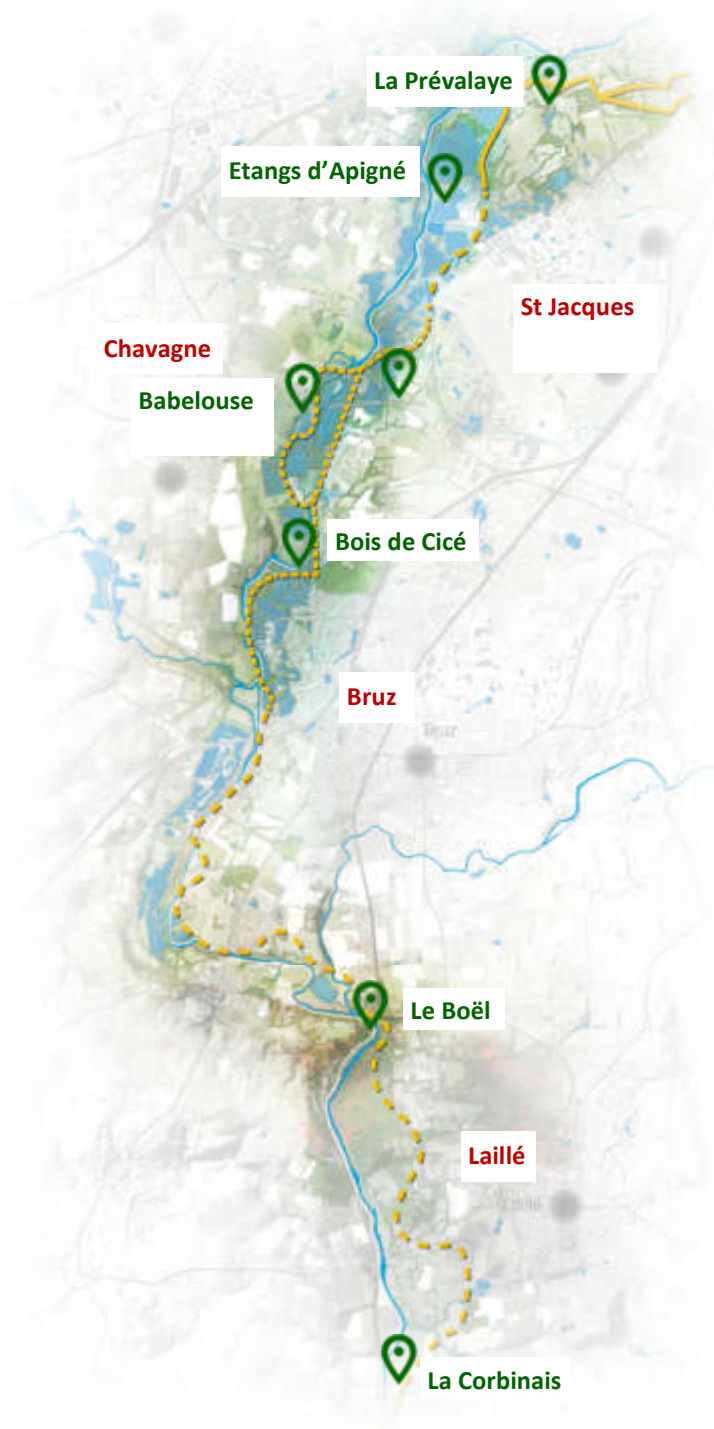 La Prévalaye
Etangs d'Apigné
St Jacques
Chavagne
Babelouse
Bois de Cicé
Bruz
Le Boël
Laillé
La Corbinais